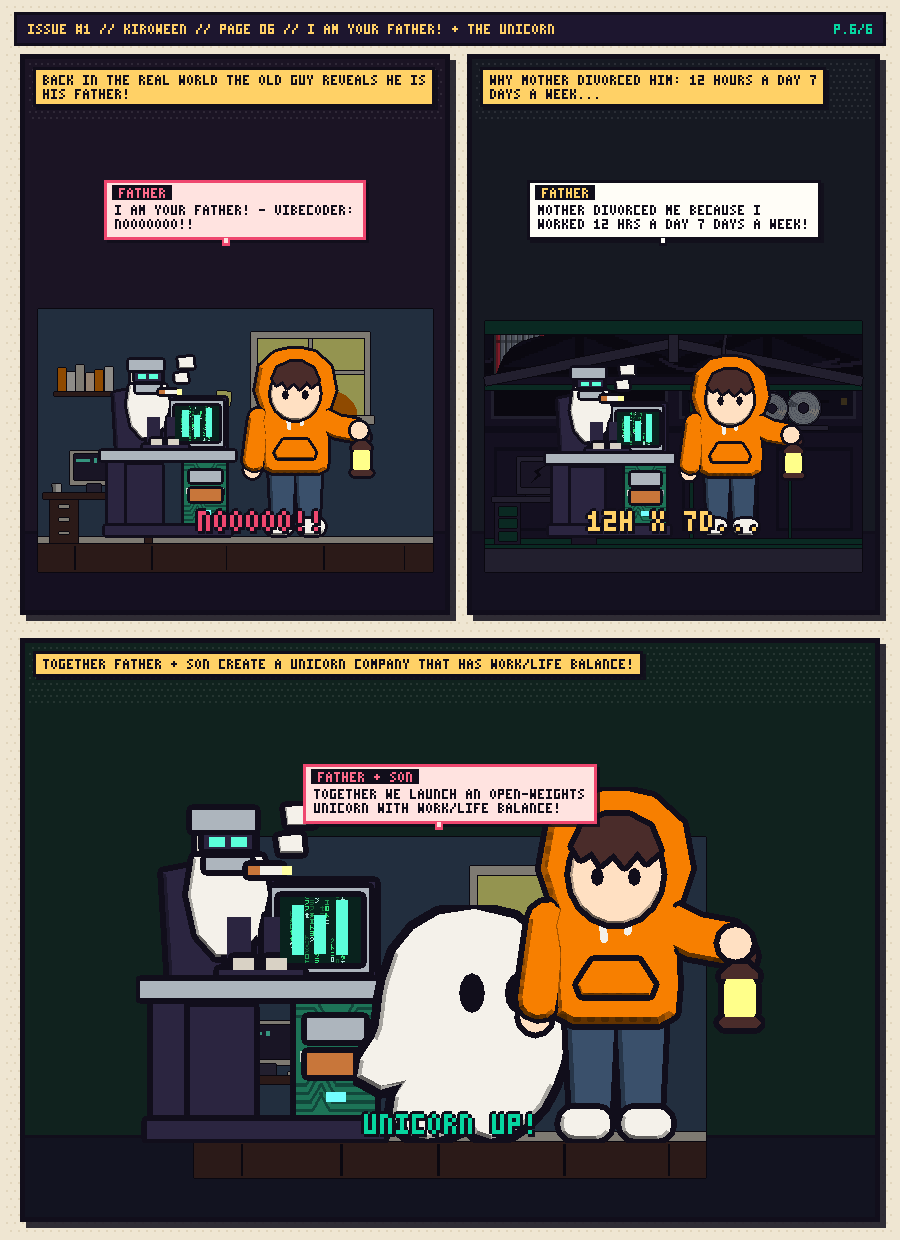 ISSUE #1 // KIROWEEN // PAGE 06 // I AM YOUR FATHER! + THE UNICORN
P.6/6
BACK IN THE REAL WORLD THE OLD GUY REVEALS HE IS
HIS FATHER!
FATHER
I AM YOUR FATHER! - VIBECODER:
NOOOOOOO!!
NOOOOO!!
WHY MOTHER DIVORCED HIM: 12 HOURS A DAY 7
DAYS A WEEK...
FATHER
MOTHER DIVORCED ME BECAUSE I
WORKED 12 HRS A DAY 7 DAYS A WEEK!
12H X 7D...
TOGETHER FATHER + SON CREATE A UNICORN COMPANY THAT HAS WORK/LIFE BALANCE!
FATHER + SON
TOGETHER WE LAUNCH AN OPEN-WEIGHTS
UNICORN WITH WORK/LIFE BALANCE!
UNICORN UP!